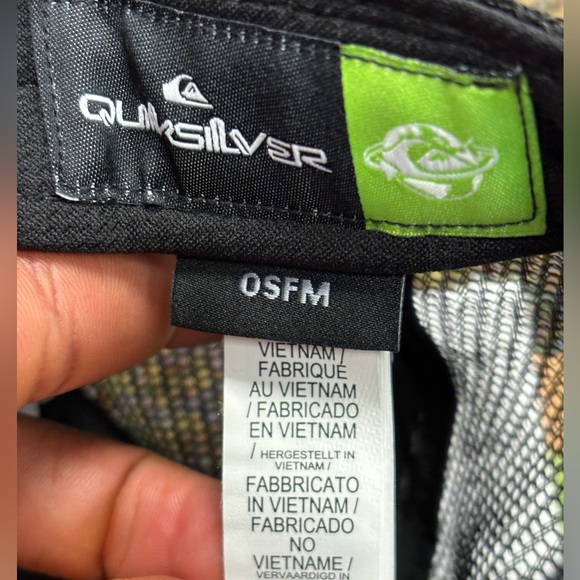 QUIKSILVER
OSFM
VIETNAM /
FABRIQUÉ
AU VIETNAM
/ FABRICADO
EN VIETNAM
/ HERGESTELLT IN
VIETNAM /
FABBRICATO
IN VIETNAM /
FABRICADO
NO
VIETNAME /
VERVAARDIGD IN